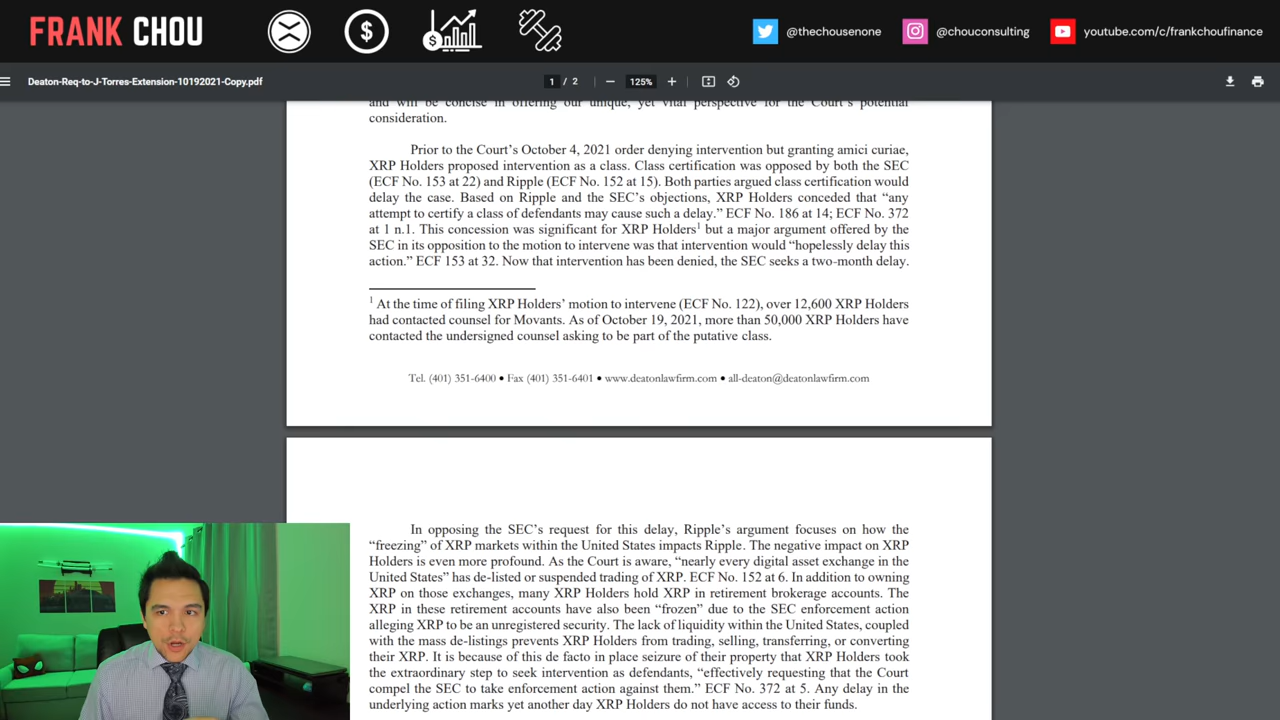 FRANK CHOU
@thechousenone
@chouconsulting
youtube.com/c/frankchoufinance
Deaton-Req-to-J-Torres-Extension-10192021-Copy.pdf
1 / 2
125%
and will be concise in offering our unique, yet vital perspective for the Court's potential
consideration.
Prior to the Court's October 4, 2021 order denying intervention but granting amici curiae,
XRP Holders proposed intervention as a class. Class certification was opposed by both the SEC
(ECF No. 153 at 22) and Ripple (ECF No. 152 at 15). Both parties argued class certification would
delay the case. Based on Ripple and the SEC's objections, XRP Holders conceded that “any
attempt to certify a class of defendants may cause such a delay.” ECF No. 186 at 14; ECF No. 372
at 1 n.1. This concession was significant for XRP Holders1 but a major argument offered by the
SEC in its opposition to the motion to intervene was that intervention would “hopelessly delay this
action.” ECF 153 at 32. Now that intervention has been denied, the SEC seeks a two-month delay.
1 At the time of filing XRP Holders' motion to intervene (ECF No. 122), over 12,600 XRP Holders
had contacted counsel for Movants. As of October 19, 2021, more than 50,000 XRP Holders have
contacted the undersigned counsel asking to be part of the putative class.
Tel. (401) 351-6400 • Fax (401) 351-6401 • www.deatonlawfirm.com • all-deaton@deatonlawfirm.com
In opposing the SEC's request for this delay, Ripple's argument focuses on how the
“freezing” of XRP markets within the United States impacts Ripple. The negative impact on XRP
Holders is even more profound. As the Court is aware, “nearly every digital asset exchange in the
United States” has de-listed or suspended trading of XRP. ECF No. 152 at 6. In addition to owning
XRP on those exchanges, many XRP Holders hold XRP in retirement brokerage accounts. The
XRP in these retirement accounts have also been “frozen” due to the SEC enforcement action
alleging XRP to be an unregistered security. The lack of liquidity within the United States, coupled
with the mass de-listings prevents XRP Holders from trading, selling, transferring, or converting
their XRP. It is because of this de facto in place seizure of their property that XRP Holders took
the extraordinary step to seek intervention as defendants, “effectively requesting that the Court
compel the SEC to take enforcement action against them.” ECF No. 372 at 5. Any delay in the
underlying action marks yet another day XRP Holders do not have access to their funds.